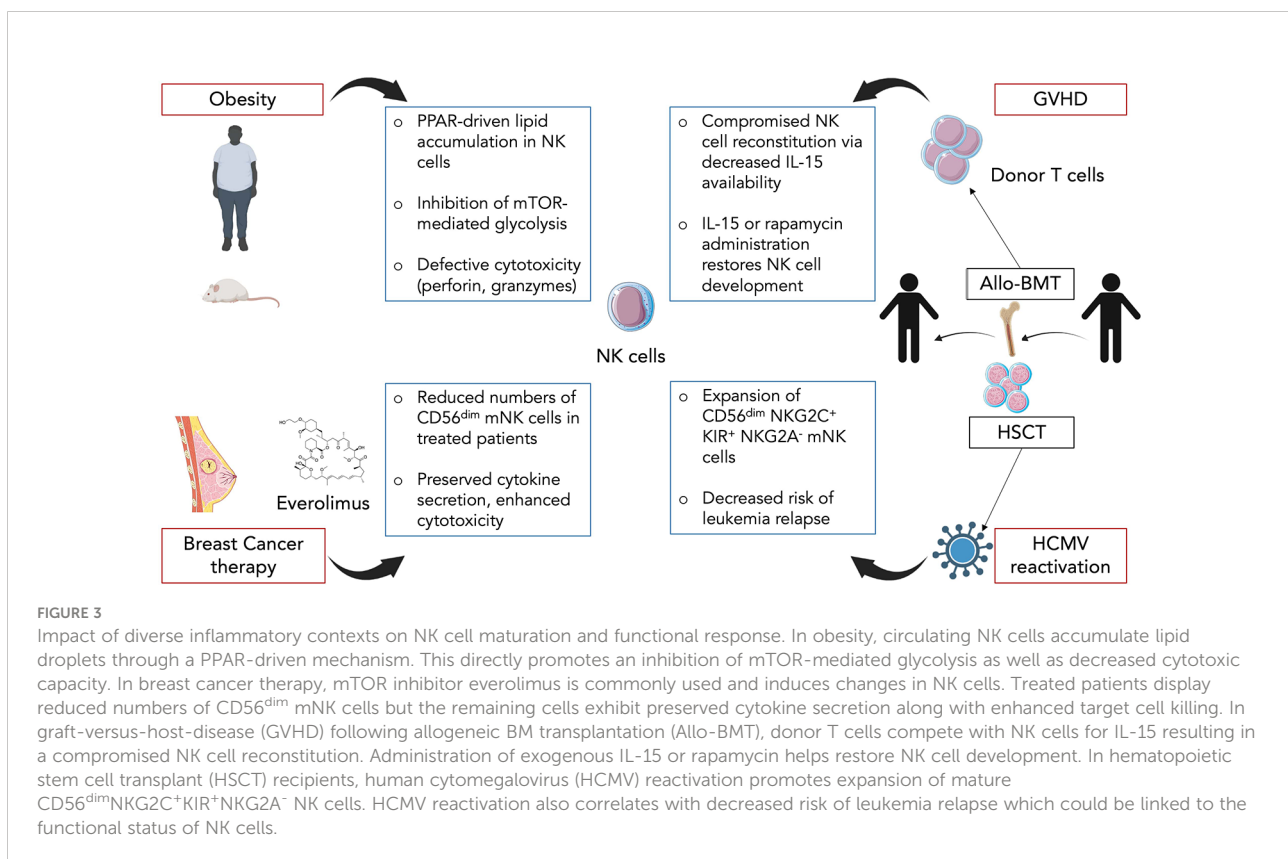 Obesity
o PPAR-driven lipid
accumulation in NK
cells
o Inhibition of mTOR-
mediated glycolysis
o Defective cytotoxicity
(perforin, granzymes)
o Compromised NK
cell reconstitution via
decreased IL-15
availability
o IL-15 or rapamycin
administration
restores NK cell
development
GVHD
Donor T cells
Allo-BMT
NK cells
HSCT
Everolimus
Breast Cancer
therapy
o Reduced numbers of
CD56dim mNK cells in
treated patients
o Preserved cytokine
secretion, enhanced
cytotoxicity
o Expansion of
CD56dim NKG2C+
KIR+ NKG2A- mNK
cells
o Decreased risk of
leukemia relapse
HCMV
reactivation
FIGURE 3
Impact of diverse inflammatory contexts on NK cell maturation and functional response. In obesity, circulating NK cells accumulate lipid
droplets through a PPAR-driven mechanism. This directly promotes an inhibition of mTOR-mediated glycolysis as well as decreased cytotoxic
capacity. In breast cancer therapy, mTOR inhibitor everolimus is commonly used and induces changes in NK cells. Treated patients display
reduced numbers of CD56dim mNK cells but the remaining cells exhibit preserved cytokine secretion along with enhanced target cell killing. In
graft-versus-host-disease (GVHD) following allogeneic BM transplantation (Allo-BMT), donor T cells compete with NK cells for IL-15 resulting in
a compromised NK cell reconstitution. Administration of exogenous IL-15 or rapamycin helps restore NK cell development. In hematopoietic
stem cell transplant (HSCT) recipients, human cytomegalovirus (HCMV) reactivation promotes expansion of mature
CD56dimNKG2C+KIR+NKG2A- NK cells. HCMV reactivation also correlates with decreased risk of leukemia relapse which could be linked to the
functional status of NK cells.